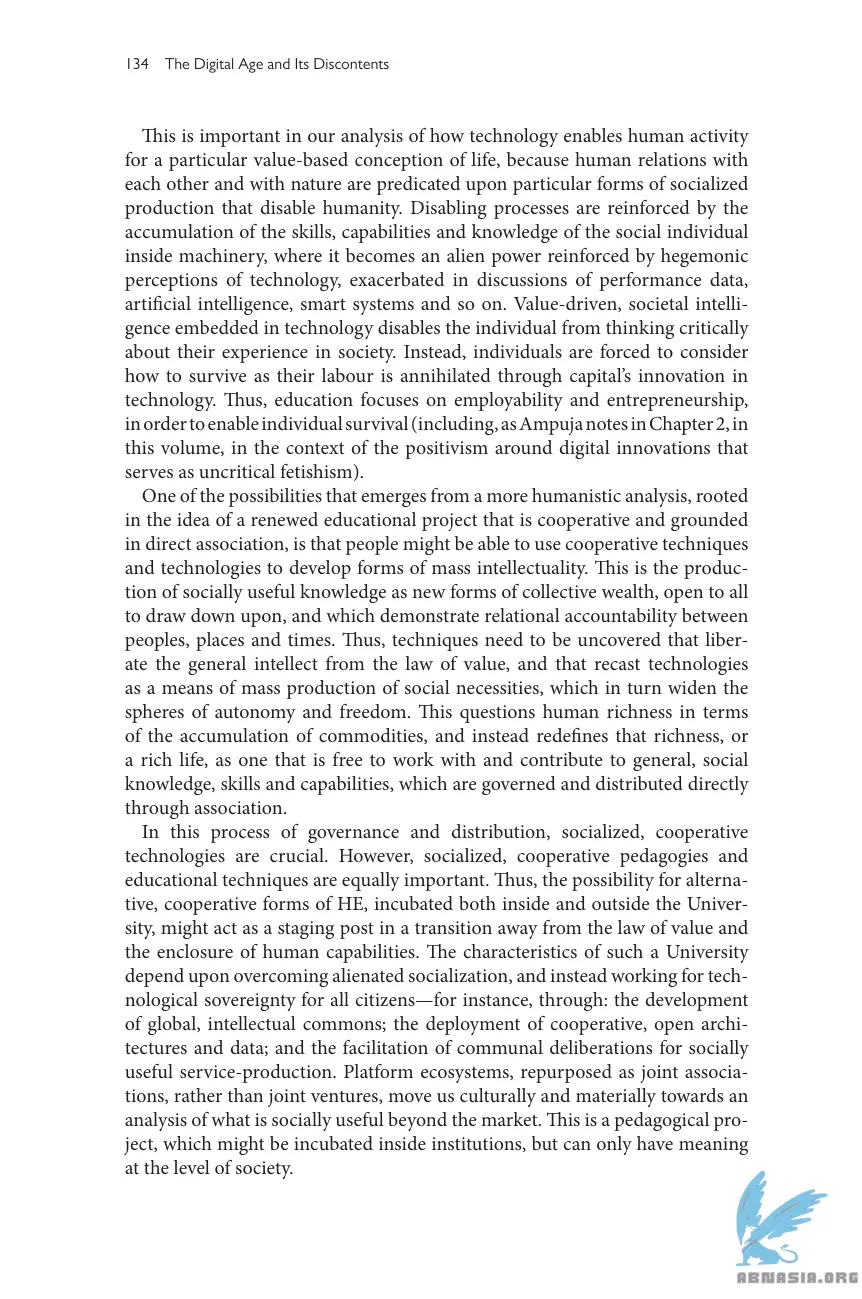 134 The Digital Age and Its Discontents
This is important in our analysis of how technology enables human activity
for a particular value-based conception of life, because human relations with
each other and with nature are predicated upon particular forms of socialized
production that disable humanity. Disabling processes are reinforced by the
accumulation of the skills, capabilities and knowledge of the social individual
inside machinery, where it becomes an alien power reinforced by hegemonic
perceptions of technology, exacerbated in discussions of performance data,
artificial intelligence, smart systems and so on. Value-driven, societal intelli-
gence embedded in technology disables the individual from thinking critically
about their experience in society. Instead, individuals are forced to consider
how to survive as their labour is annihilated through capital's innovation in
technology. Thus, education focuses on employability and entrepreneurship,
in order to enable individual survival (including, as Ampuja notes in Chapter 2, in
this volume, in the context of the positivism around digital innovations that
serves as uncritical fetishism).
One of the possibilities that emerges from a more humanistic analysis, rooted
in the idea of a renewed educational project that is cooperative and grounded
in direct association, is that people might be able to use cooperative techniques
and technologies to develop forms of mass intellectuality. This is the produc-
tion of socially useful knowledge as new forms of collective wealth, open to all
to draw down upon, and which demonstrate relational accountability between
peoples, places and times. Thus, techniques need to be uncovered that liber-
ate the general intellect from the law of value, and that recast technologies
as a means of mass production of social necessities, which in turn widen the
spheres of autonomy and freedom. This questions human richness in terms
of the accumulation of commodities, and instead redefines that richness, or
a rich life, as one that is free to work with and contribute to general, social
knowledge, skills and capabilities, which are governed and distributed directly
through association.
In this process of governance and distribution, socialized, cooperative
technologies are crucial. However, socialized, cooperative pedagogies and
educational techniques are equally important. Thus, the possibility for alterna-
tive, cooperative forms of HE, incubated both inside and outside the Univer-
sity, might act as a staging post in a transition away from the law of value and
the enclosure of human capabilities. The characteristics of such a University
depend upon overcoming alienated socialization, and instead working for tech-
nological sovereignty for all citizens—for instance, through: the development
of global, intellectual commons; the deployment of cooperative, open archi-
tectures and data; and the facilitation of communal deliberations for socially
useful service-production. Platform ecosystems, repurposed as joint associa-
tions, rather than joint ventures, move us culturally and materially towards an
analysis of what is socially useful beyond the market. This is a pedagogical pro-
ject, which might be incubated inside institutions, but can only have meaning
at the level of society.
ABNASIA.ORG